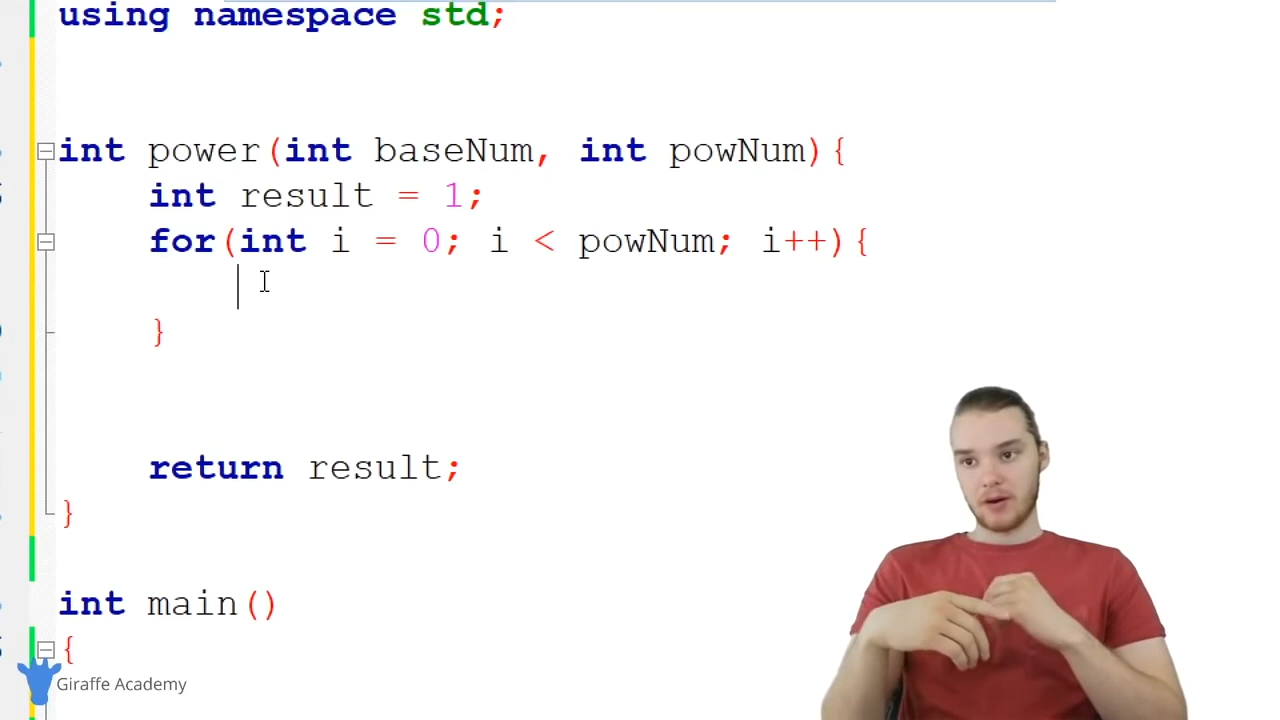 using namespace std;
int power(int baseNum, int powNum){
int result = 1;
for(int i = 0; i < powNum; i++){
}
return result;
}
int main()
{
Giraffe Academy